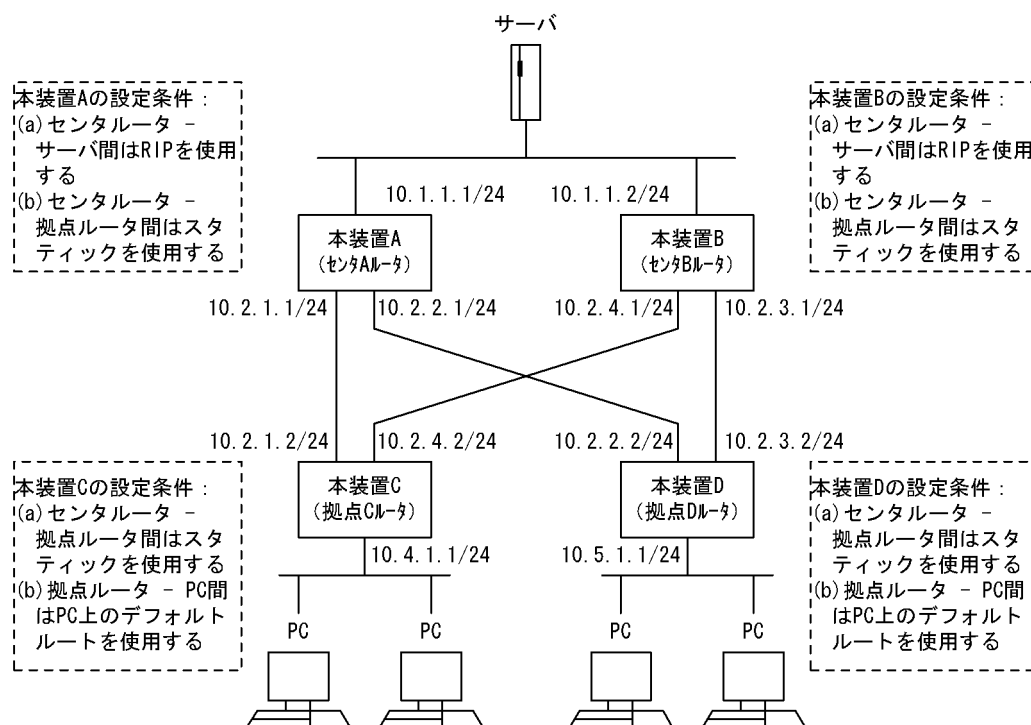 サーバ
本装置Aの設定条件:
(a)センタルータ -
サーバ間はRIPを使用
する
(b)センタルータ -
拠点ルータ間はスタ
ティックを使用する
本装置Bの設定条件:
(a)センタルータ -
サーバ間はRIPを使用
する
(b)センタルータ -
拠点ルータ間はスタ
ティックを使用する
10.1.1.1/24
10.1.1.2/24
本装置A
(ｾﾝﾀAﾙｰﾀ)
本装置B
(ｾﾝﾀBﾙｰﾀ)
10.2.1.1/24
10.2.2.1/24
10.2.4.1/24
10.2.3.1/24
10.2.1.2/24
10.2.4.2/24
10.2.2.2/24
10.2.3.2/24
本装置Cの設定条件:
(a)センタルータ -
拠点ルータ間はスタ
ティックを使用する
(b)拠点ルータ - PC間
はPC上のデフォルト
ルートを使用する
本装置C
(拠点Cﾙｰﾀ)
本装置D
(拠点Dﾙｰﾀ)
本装置Dの設定条件:
(a)センタルータ -
拠点ルータ間はスタ
ティックを使用する
(b)拠点ルータ - PC間
はPC上のデフォルト
ルートを使用する
10.4.1.1/24
10.5.1.1/24
PC
PC
PC
PC